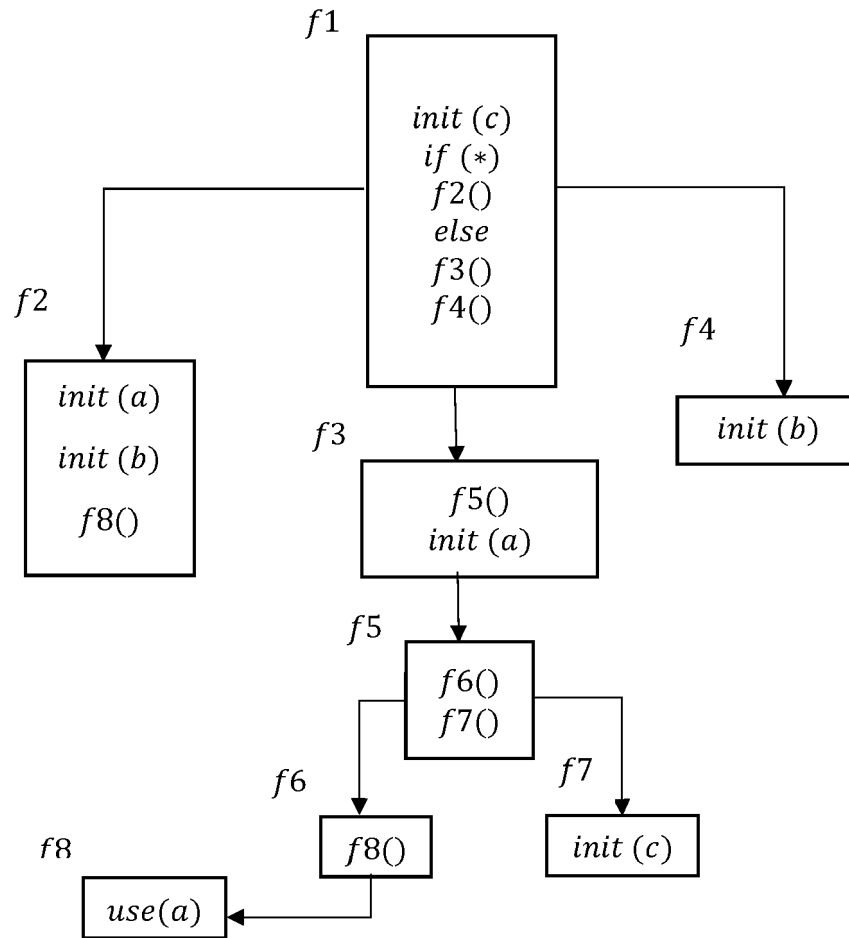 f1
init (c)
if (∗)
f2()
else
f3()
f4()
f2
init (a)
init (b)
f8()
f4
init (b)
f3
f5()
init (a)
f5
f6()
f7()
f6
f8()
f7
init (c)
f8
use(a)